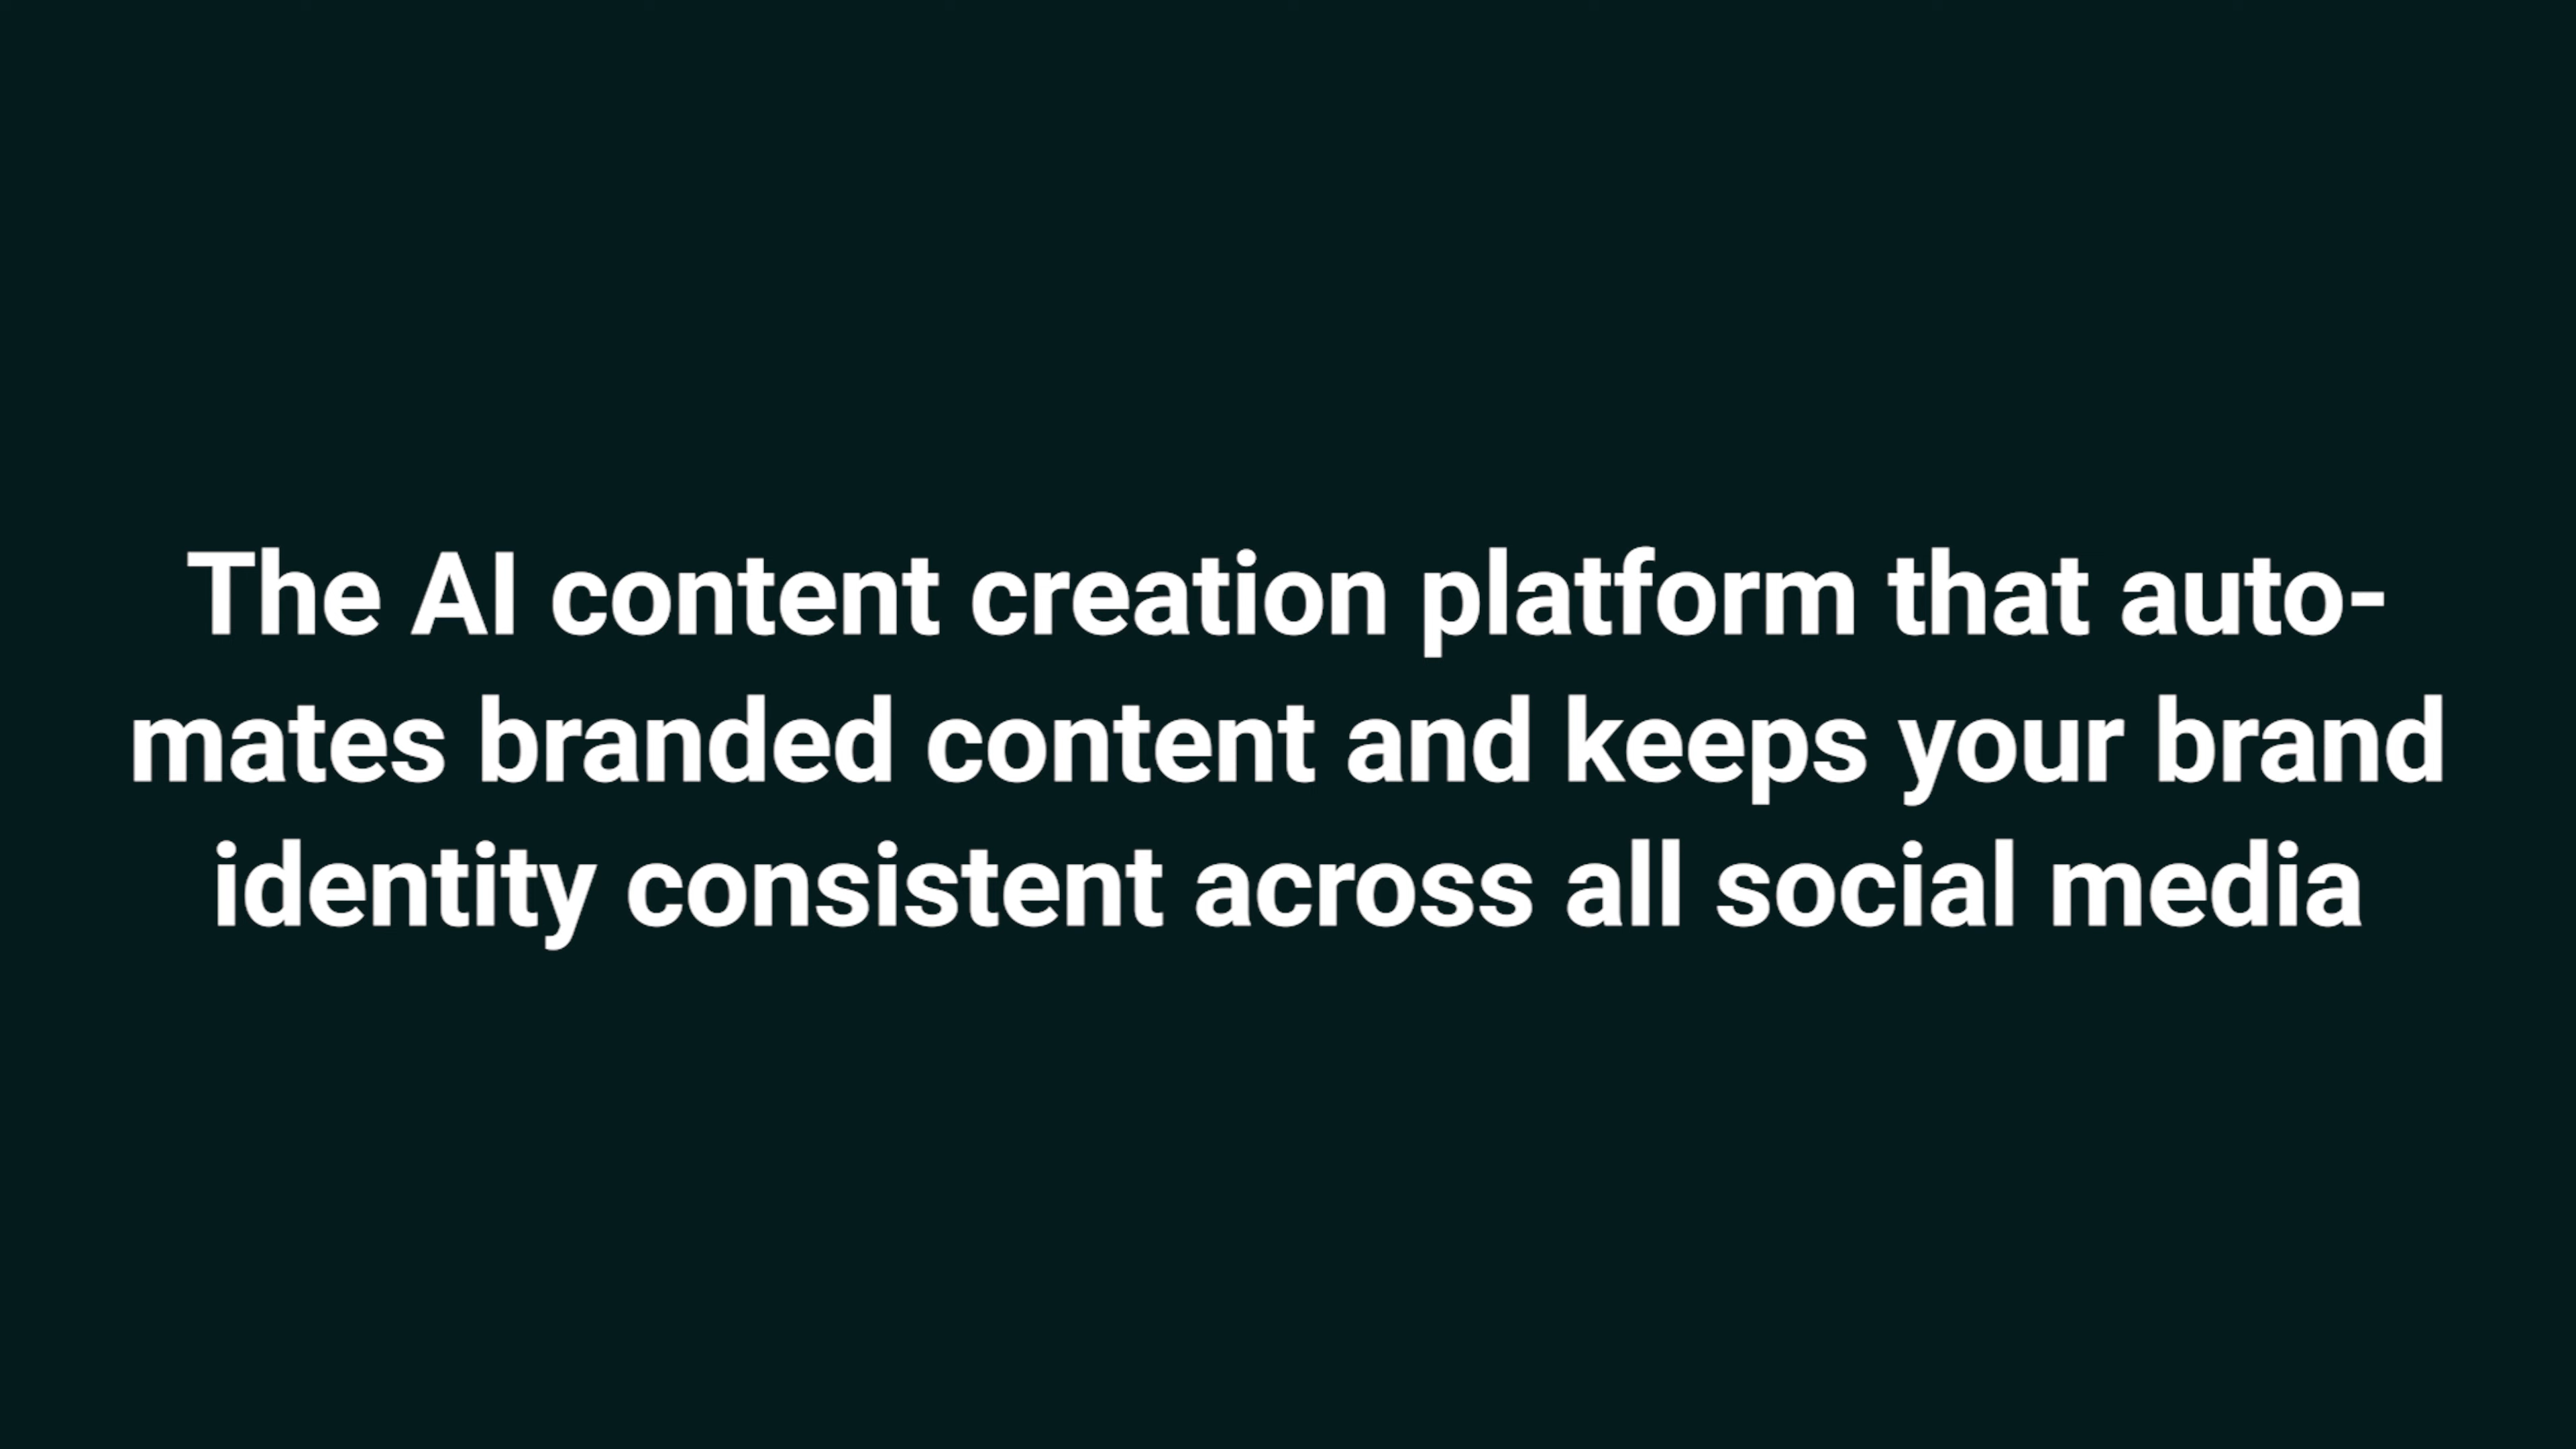 The AI content creation platform that auto-
mates branded content and keeps your brand
identity consistent across all social media